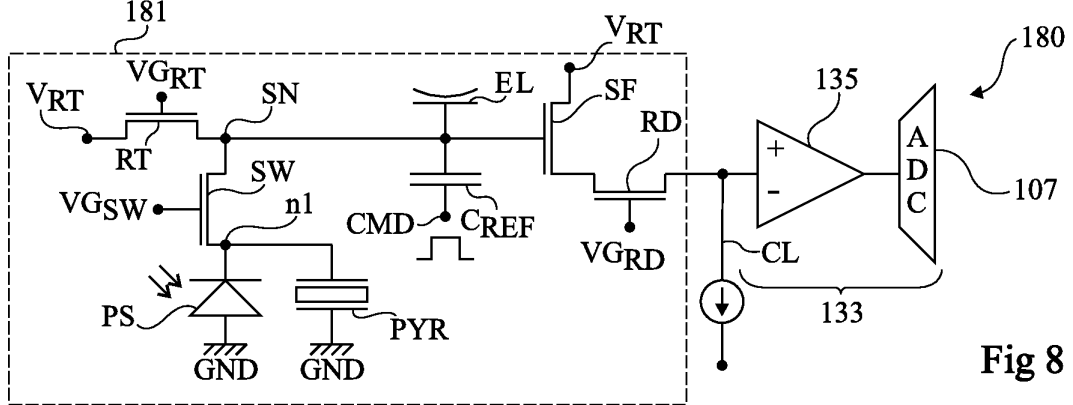 181
180
VRT
VGRT
VRT
SN
EL
SF
135
RT
RD
SW
VGSW
n1
CMD
CREF
VGRD
+
-
ADC
107
CL
133
PS
PYR
GND
GND
Fig 8